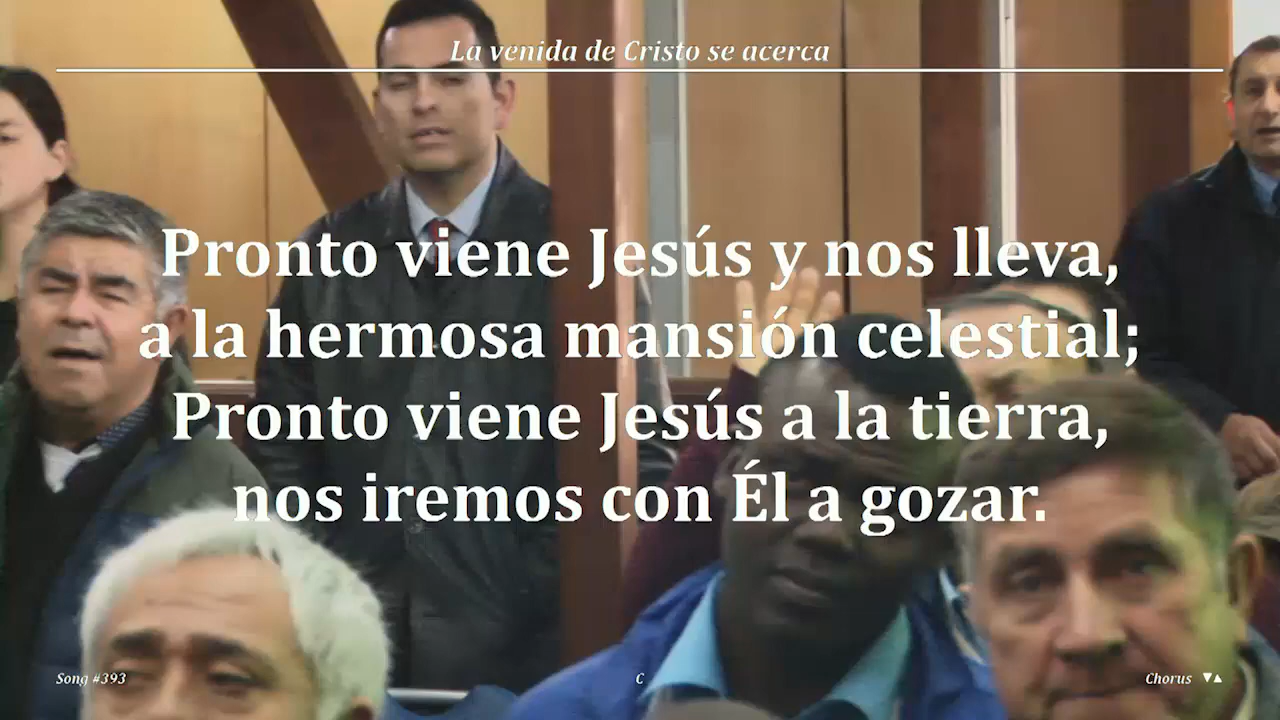 La venida de Cristo se acerca
Pronto viene Jesús y nos lleva,
a la hermosa mansión celestial;
Pronto viene Jesús a la tierra,
nos iremos con Él a gozar.
Song #393
C
Chorus ▼▲